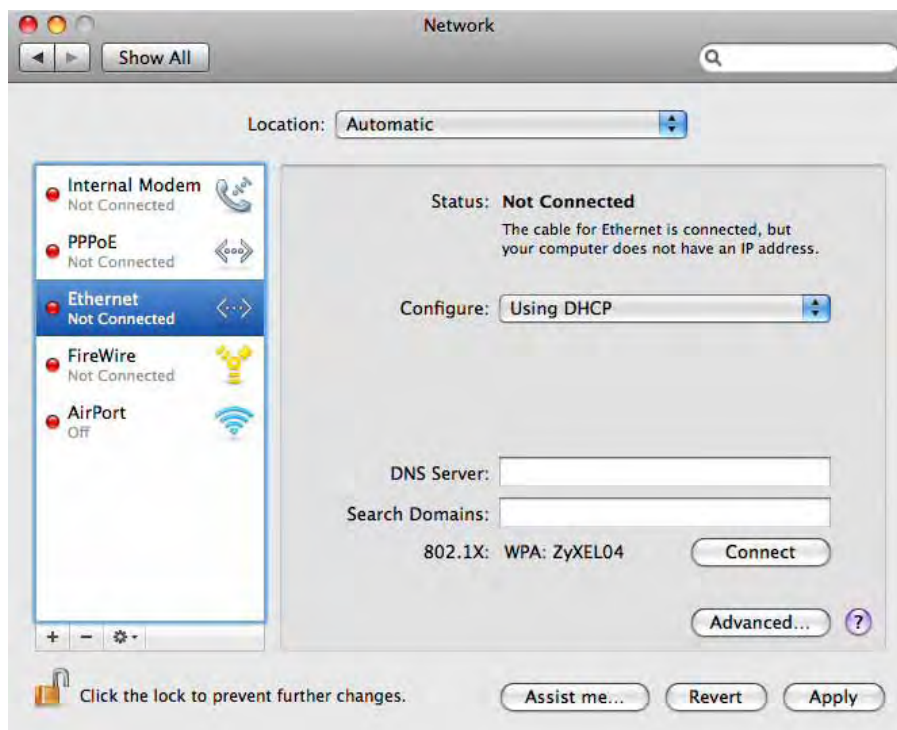 Network
Show All
Location: Automatic
Internal Modem
Not Connected
PPPoE
Not Connected
Ethernet
Not Connected
FireWire
Not Connected
AirPort
Off
Status: Not Connected
The cable for Ethernet is connected, but
your computer does not have an IP address.
Configure: Using DHCP
DNS Server:
Search Domains:
802.1X: WPA: ZyXEL04 Connect
Advanced... ?
+ −
Click the lock to prevent further changes.
Assist me... Revert Apply